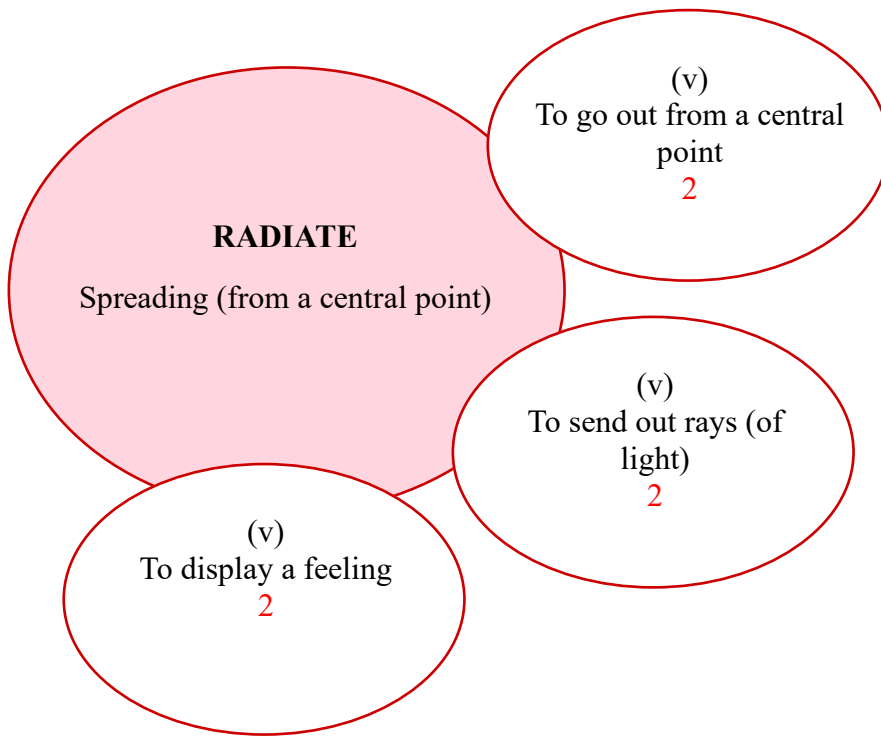 RADIATE
Spreading (from a central point)
(v)
To go out from a central
point
2
(v)
To send out rays (of
light)
2
(v)
To display a feeling
2